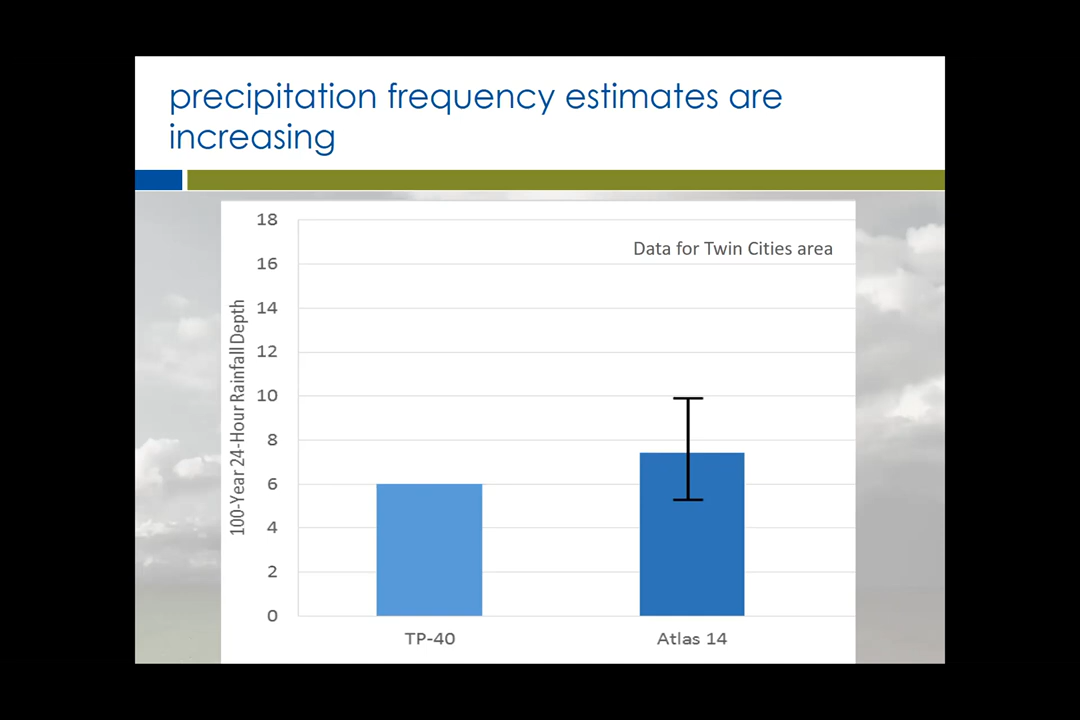 precipitation frequency estimates are
increasing
Data for Twin Cities area
100-Year 24-Hour Rainfall Depth
18
16
14
12
10
8
6
4
2
0
TP-40
Atlas 14